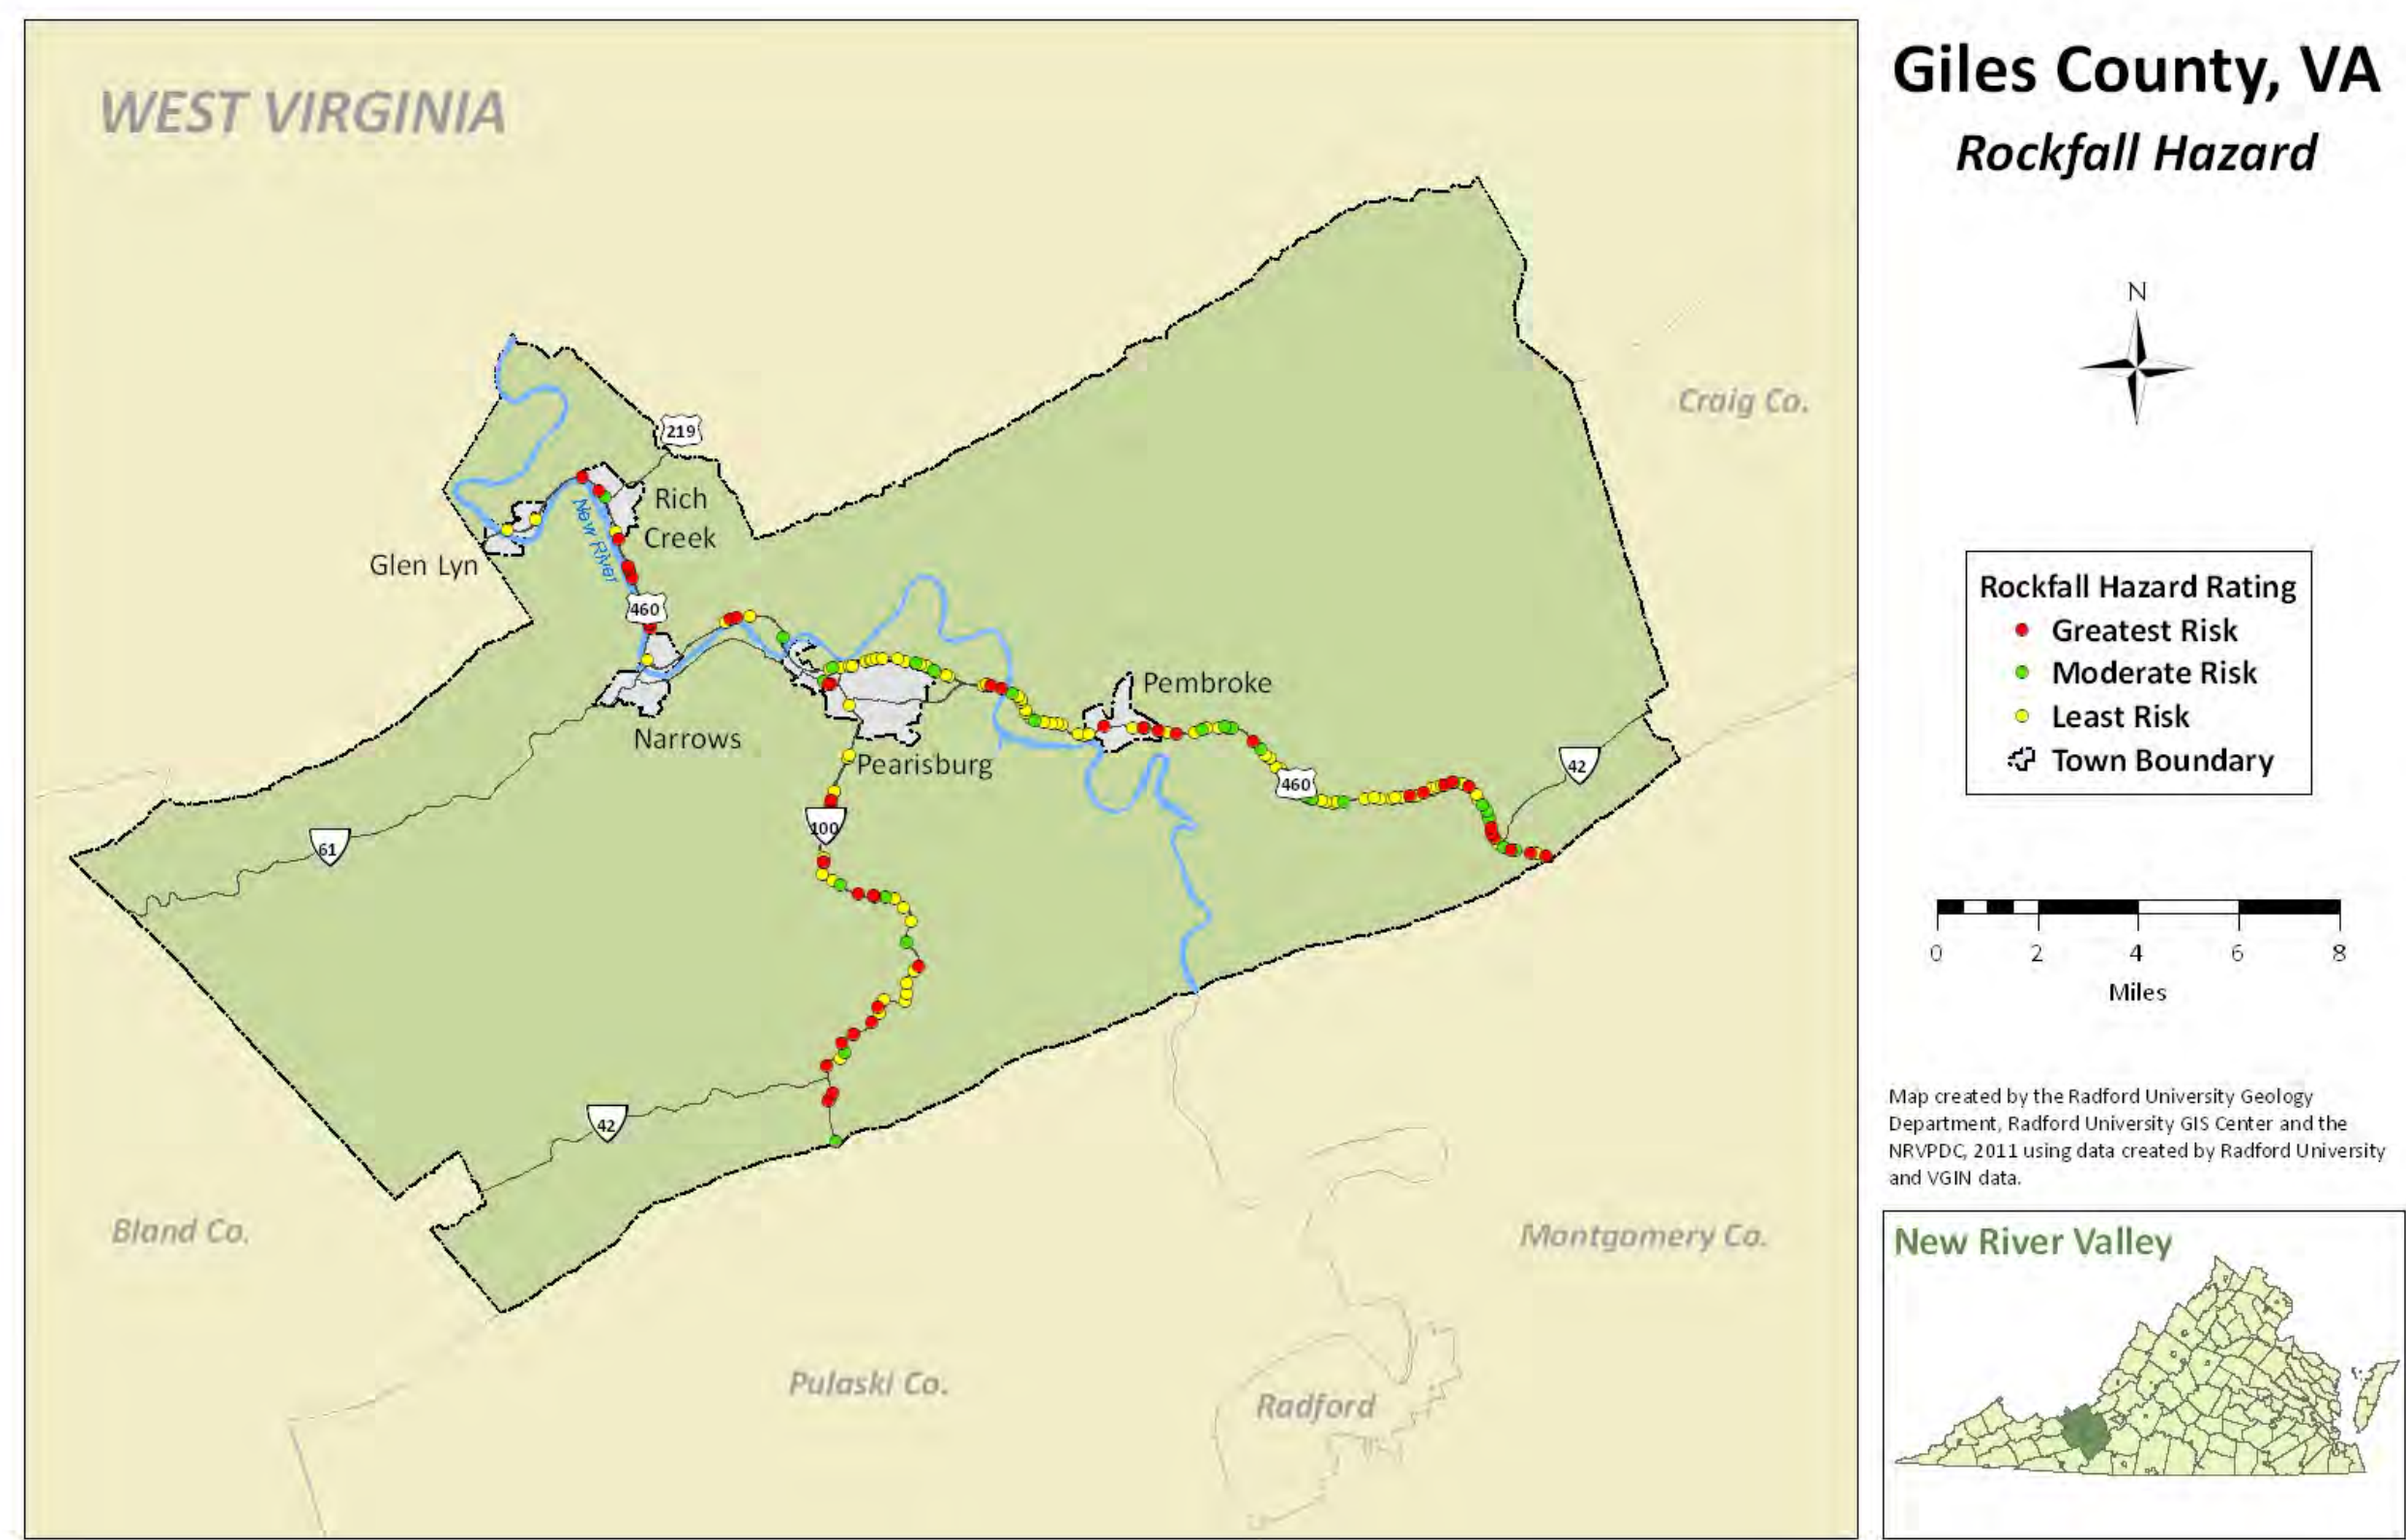 Giles County, VA
Rockfall Hazard
WEST VIRGINIA
N
Craig Co.
219
Rich
Creek
New River
Glen Lyn
460
Rockfall Hazard Rating
Greatest Risk
Moderate Risk
Least Risk
Town Boundary
Pembroke
Narrows
Pearisburg
42
460
100
61
0 2 4 6 8
Miles
42
Map created by the Radford University Geology
Department, Radford University GIS Center and the
NRVPDC, 2011 using data created by Radford University
and VGIN data.
Bland Co.
Montgomery Co.
New River Valley
Pulaski Co.
Radford